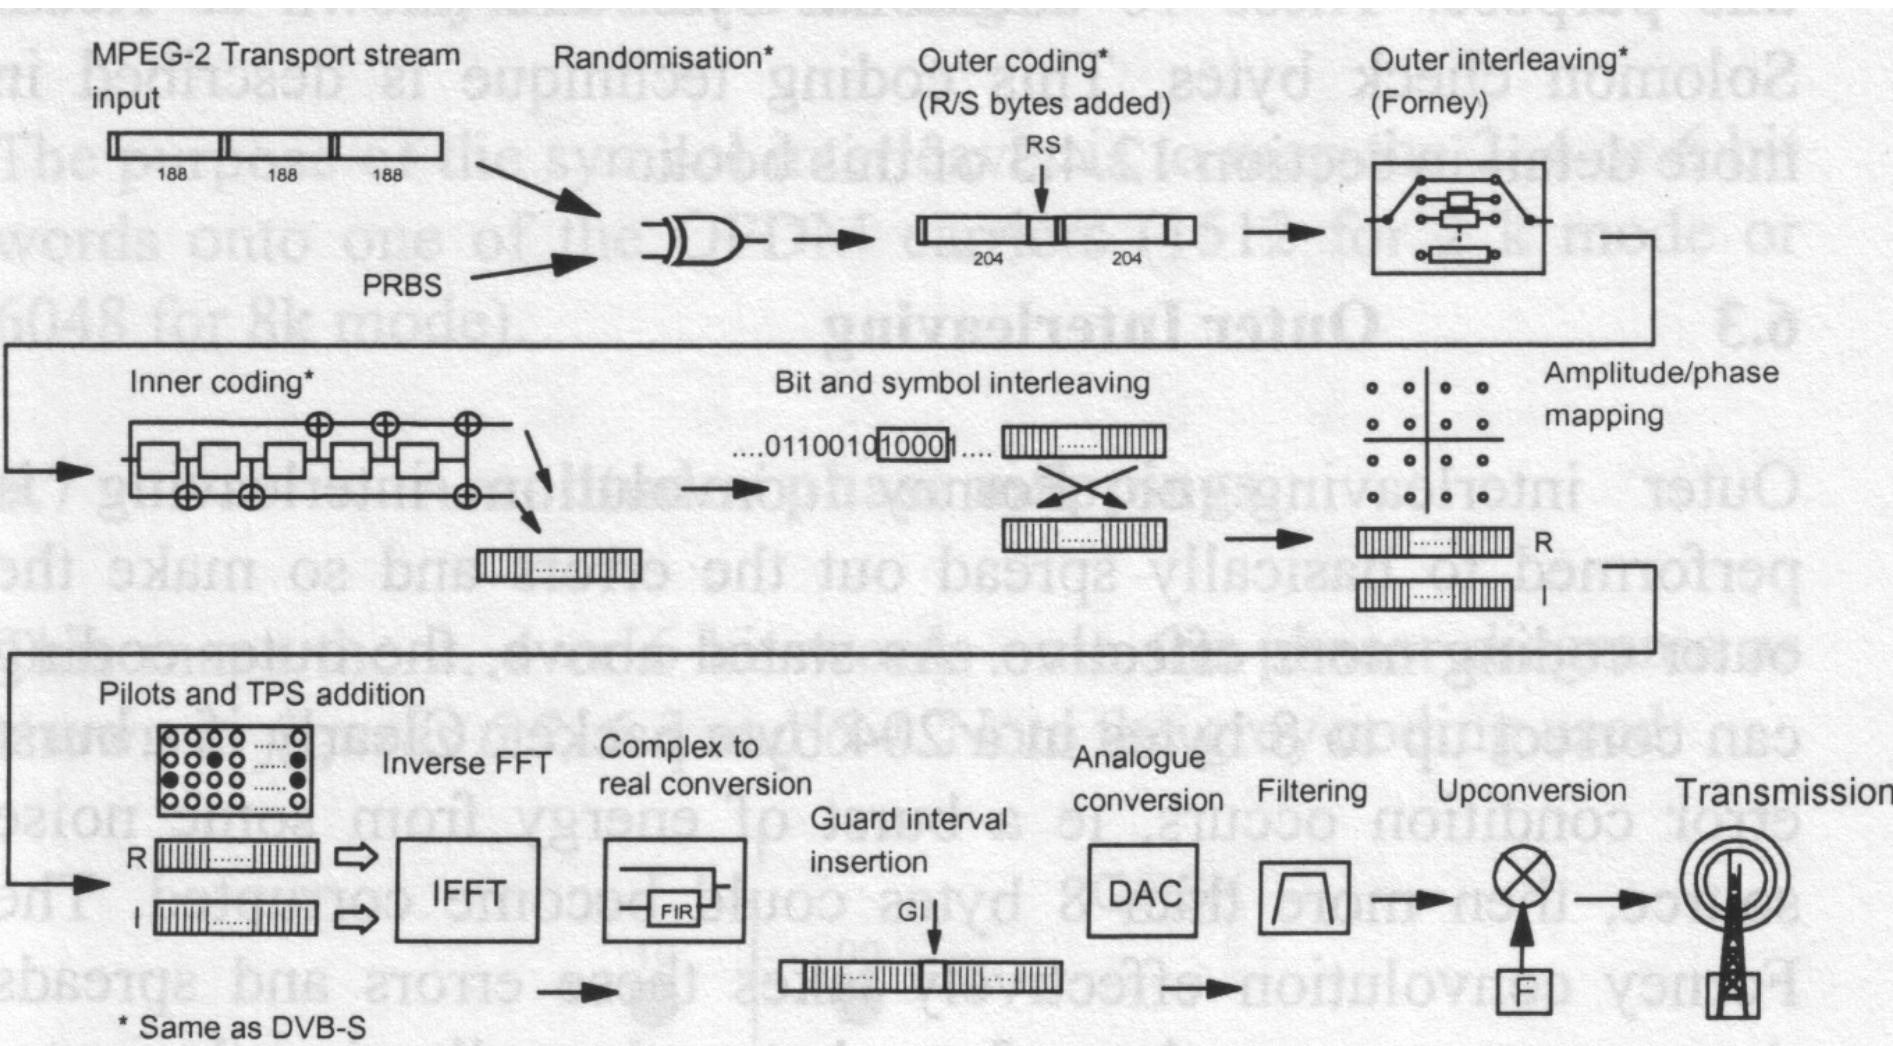 MPEG-2 Transport stream
input
188 188 188
Randomisation*
PRBS
Outer coding*
(R/S bytes added)
RS
204 204
Outer interleaving*
(Forney)
Inner coding*
Bit and symbol interleaving
....011001010001....
Amplitude/phase
mapping
R
I
Pilots and TPS addition
R
I
Inverse FFT
IFFT
Complex to
real conversion
FIR
Guard interval
insertion
GI
Analogue
conversion
DAC
Filtering
Upconversion
F
Transmission
* Same as DVB-S